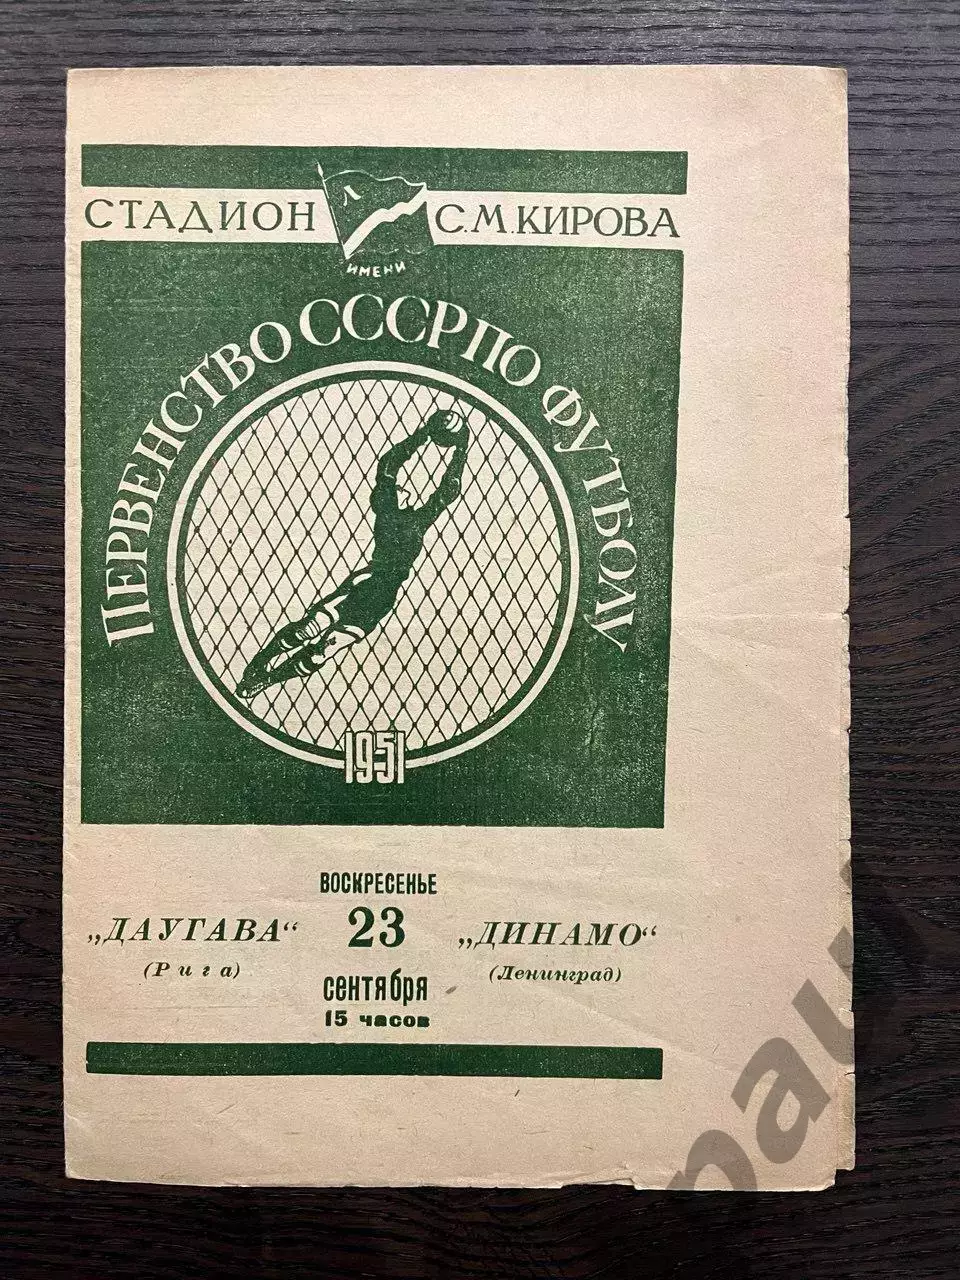 СТАДИОН
ИМЕНИ
С.М.КИРОВА
Л
ПЕРВЕНСТВО СССР ПО ФУТБОЛУ
1951
ВОСКРЕСЕНЬЕ
„ДАУГАВА“
(Рига)
23
„ДИНАМО“
(Ленинград)
сентября
15 часов